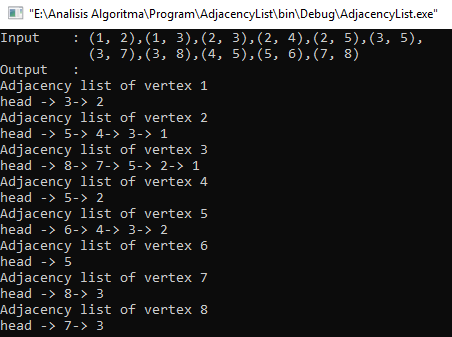 "E:\Analisis Algoritma\Program\AdjacencyList\bin\Debug\AdjacencyList.exe"
Input    : (1, 2),(1, 3),(2, 3),(2, 4),(2, 5),(3, 5),
           (3, 7),(3, 8),(4, 5),(5, 6),(7, 8)
Output   :
Adjacency list of vertex 1
head -> 3-> 2
Adjacency list of vertex 2
head -> 5-> 4-> 3-> 1
Adjacency list of vertex 3
head -> 8-> 7-> 5-> 2-> 1
Adjacency list of vertex 4
head -> 5-> 2
Adjacency list of vertex 5
head -> 6-> 4-> 3-> 2
Adjacency list of vertex 6
head -> 5
Adjacency list of vertex 7
head -> 8-> 3
Adjacency list of vertex 8
head -> 7-> 3